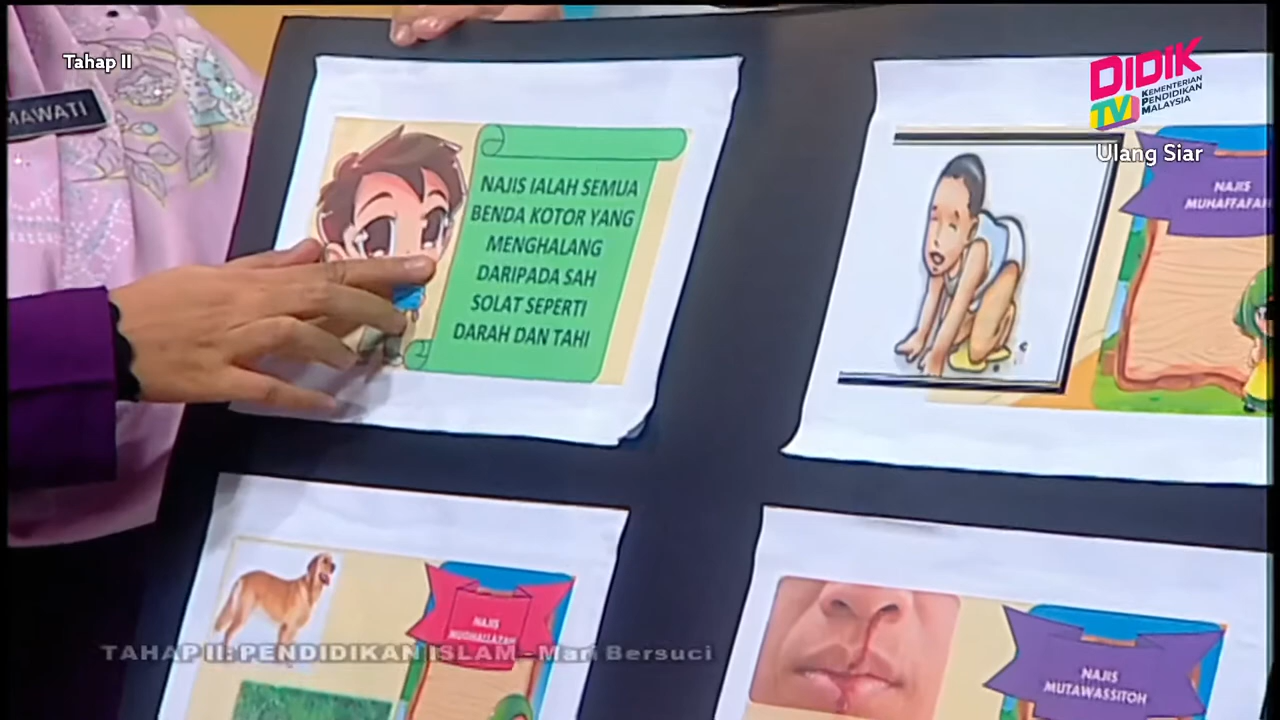 Tahap II
MAWATI
DIDIK
TV
KEMENTERIAN
PENDIDIKAN
MALAYSIA
Ulang Siar
NAJIS IALAH SEMUA
BENDA KOTOR YANG
MENGHALANG
DARIPADA SAH
SOLAT SEPERTI
DARAH DAN TAHI
NAJIS
MUHAFFAFAH
NAJIS
MUGHALLAZAH
NAJIS
MUTAWASSITOH
TAHAP II: PENDIDIKAN ISLAM - Mari Bersuci